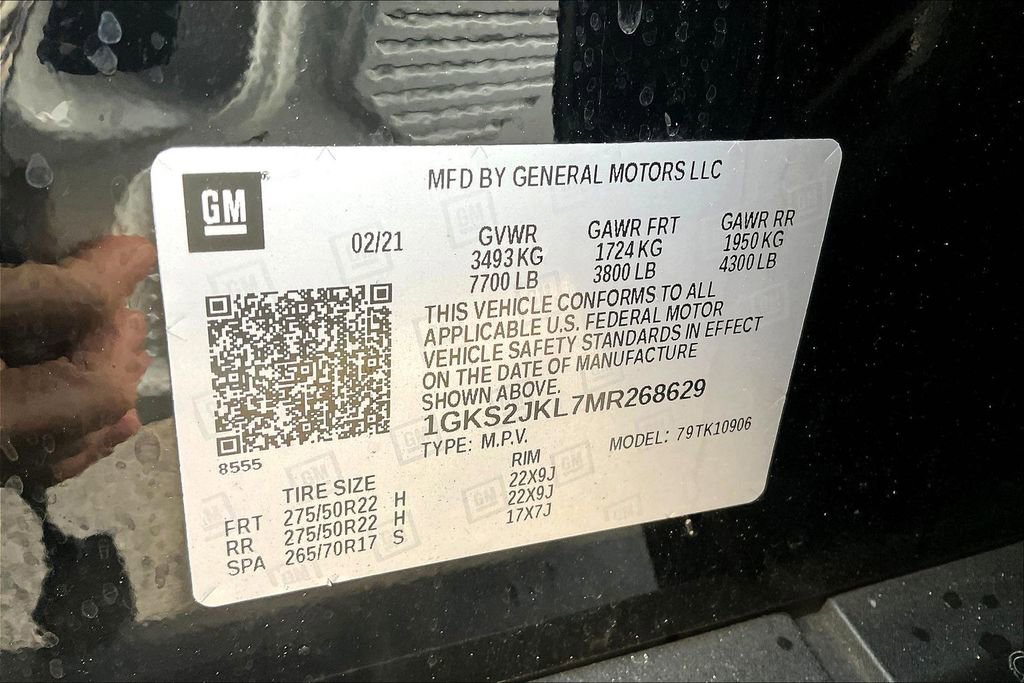 GM
MFD BY GENERAL MOTORS LLC
02/21
GVWR
3493 KG
7700 LB
GAWR FRT
1724 KG
3800 LB
GAWR RR
1950 KG
4300 LB
THIS VEHICLE CONFORMS TO ALL
APPLICABLE U.S. FEDERAL MOTOR
VEHICLE SAFETY STANDARDS IN EFFECT
ON THE DATE OF MANUFACTURE
SHOWN ABOVE.
1GKS2JKL7MR268629
TYPE: M.P.V.
MODEL: 79TK10906
8555
TIRE SIZE
RIM
FRT 275/50R22 H 22X9J
RR 275/50R22 H 22X9J
SPA 265/70R17 S 17X7J